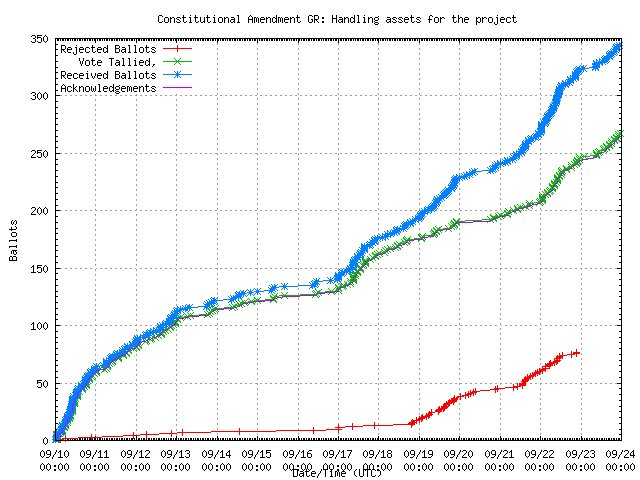 Constitutional Amendment GR: Handling assets for the project
350
300
250
200
150
100
50
0
Ballots
Rejected Ballots
Vote Tallied,
Received Ballots
Acknowledgements
09/10 09/11 09/12 09/13 09/14 09/15 09/16 09/17 09/18 09/19 09/20 09/21 09/22 09/23 09/24
00:00 00:00 00:00 00:00 00:00 00:00 00:00 00:00 00:00 00:00 00:00 00:00 00:00 00:00 00:00
Date/Time (UTC)